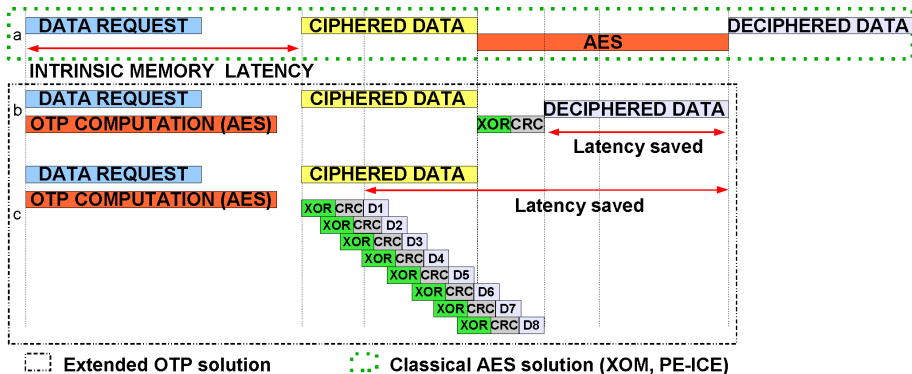 DATA REQUEST CIPHERED DATA DECIPHERED DATA
a AES
INTRINSIC MEMORY LATENCY
DATA REQUEST CIPHERED DATA
b DECIPHERED DATA
OTP COMPUTATION (AES) XOR CRC
Latency saved
DATA REQUEST CIPHERED DATA
OTP COMPUTATION (AES)
c Latency saved
XOR CRC D1
XOR CRC D2
XOR CRC D3
XOR CRC D4
XOR CRC D5
XOR CRC D6
XOR CRC D7
XOR CRC D8
Extended OTP solution Classical AES solution (XOM, PE-ICE)